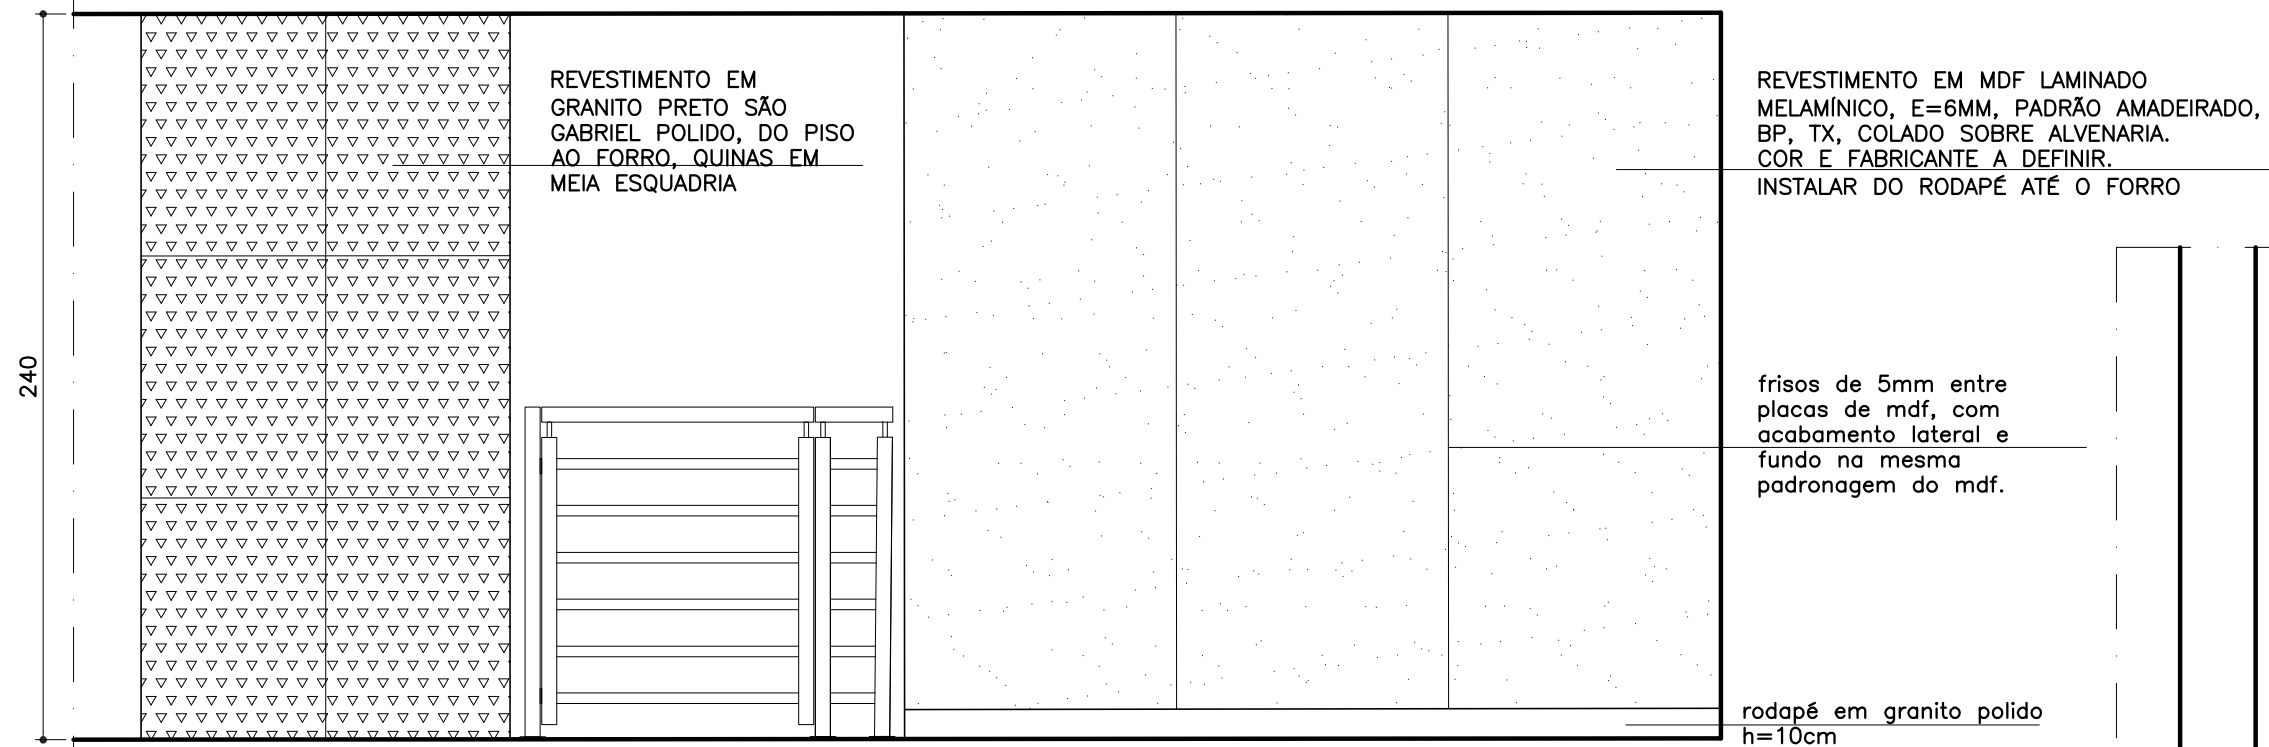 240
REVESTIMENTO EM
GRANITO PRETO SÃO
GABRIEL POLIDO, DO PISO
AO FORRO, QUINAS EM
MEIA ESQUADRIA
REVESTIMENTO EM MDF LAMINADO
MELAMÍNICO, E=6MM, PADRÃO AMADEIRADO,
BP, TX, COLADO SOBRE ALVENARIA.
COR E FABRICANTE A DEFINIR.
INSTALAR DO RODAPÉ ATÉ O FORRO
frisos de 5mm entre
placas de mdf, com
acabamento lateral e
fundo na mesma
padronagem do mdf.
rodapé em granito polido
h=10cm